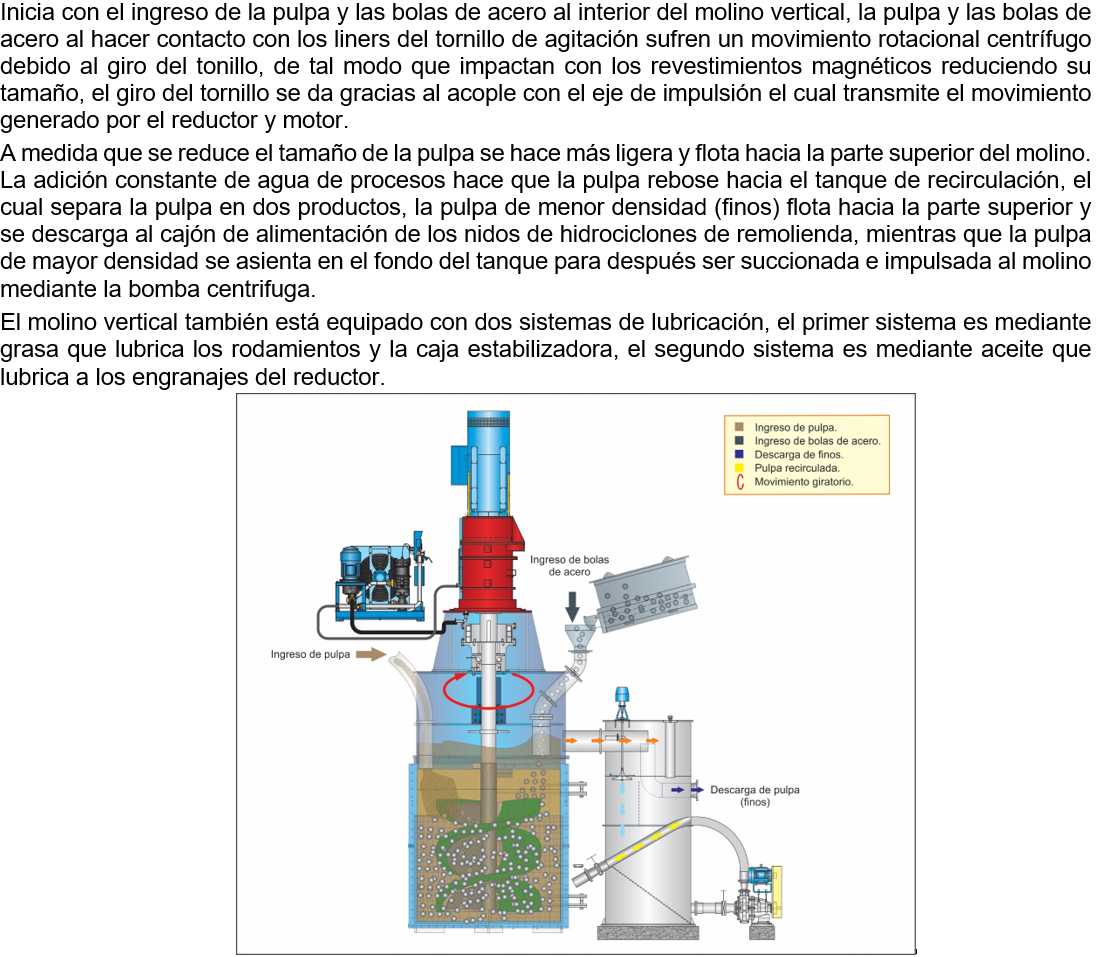 Inicia con el ingreso de la pulpa y las bolas de acero al interior del molino vertical, la pulpa y las bolas de
acero al hacer contacto con los liners del tornillo de agitación sufren un movimiento rotacional centrífugo
debido al giro del tonillo, de tal modo que impactan con los revestimientos magnéticos reduciendo su
tamaño, el giro del tornillo se da gracias al acople con el eje de impulsión el cual transmite el movimiento
generado por el reductor y motor.
A medida que se reduce el tamaño de la pulpa se hace más ligera y flota hacia la parte superior del molino.
La adición constante de agua de procesos hace que la pulpa rebose hacia el tanque de recirculación, el
cual separa la pulpa en dos productos, la pulpa de menor densidad (finos) flota hacia la parte superior y
se descarga al cajón de alimentación de los nidos de hidrociclones de remolienda, mientras que la pulpa
de mayor densidad se asienta en el fondo del tanque para después ser succionada e impulsada al molino
mediante la bomba centrifuga.
El molino vertical también está equipado con dos sistemas de lubricación, el primer sistema es mediante
grasa que lubrica los rodamientos y la caja estabilizadora, el segundo sistema es mediante aceite que
lubrica a los engranajes del reductor.
Ingreso de pulpa.
Ingreso de bolas de acero.
Descarga de finos.
Pulpa recirculada.
Movimiento giratorio.
Ingreso de bolas
de acero
Ingreso de pulpa
Descarga de pulpa
(finos)